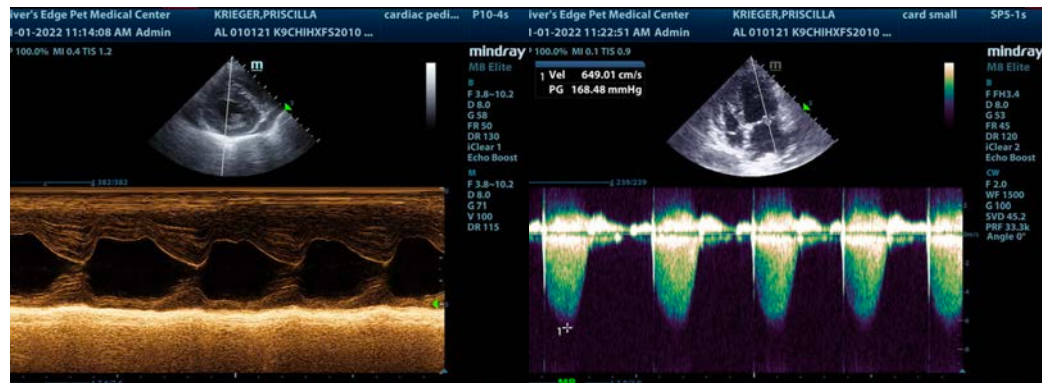 iver's Edge Pet Medical Center KRIEGER,PRISCILLA cardiac pedi... P10-4s
1-01-2022 11:14:08 AM Admin AL 010121 K9CHIHXFS2010 ...
100.0% MI 0.4 TIS 1.2
mindray
M8 Elite
B
F 3.8~10.2
D 8.0
G 58
FR 50
DR 130
iClear 1
Echo Boost
M
F 3.8~10.2
D 8.0
G 71
V 100
DR 115
m
382/382
iver's Edge Pet Medical Center KRIEGER,PRISCILLA card small SP5-1s
1-01-2022 11:22:51 AM Admin AL 010121 K9CHIHXFS2010 ...
100.0% MI 0.1 TIS 0.9
1 Vel 649.01 cm/s
PG 168.48 mmHg
mindray
M8 Elite
B
F FH3.4
D 8.0
G 53
FR 45
DR 120
iClear 2
Echo Boost
CW
F 2.0
WF 1500
G 100
SVD 45.2
PRF 33.3k
Angle 0°
m
239/239
1